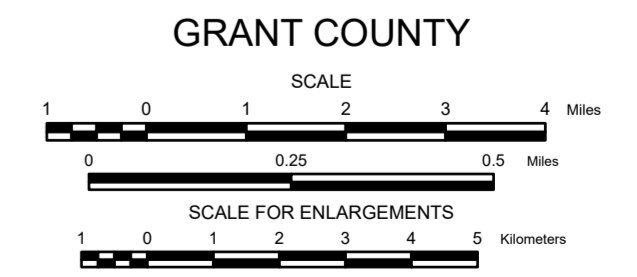 GRANT COUNTY
SCALE
1 0 1 2 3 4 Miles
0 0.25 0.5 Miles
SCALE FOR ENLARGEMENTS
1 0 1 2 3 4 5 Kilometers